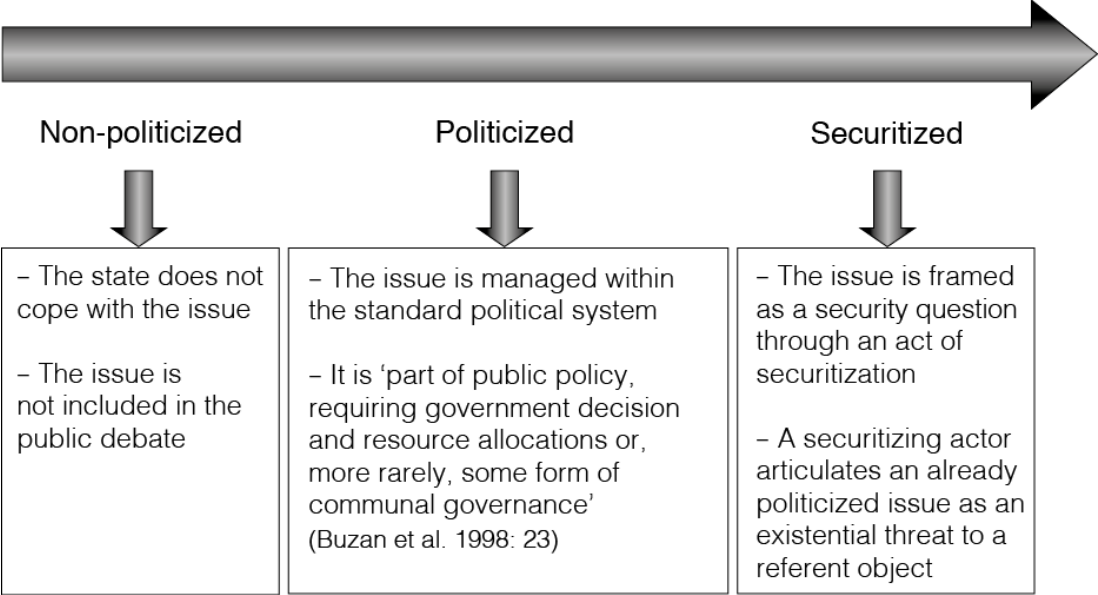 Non-politicized
Politicized
Securitized
– The state does not
cope with the issue
– The issue is
not included in the
public debate
– The issue is managed within
the standard political system
– It is ‘part of public policy,
requiring government decision
and resource allocations or,
more rarely, some form of
communal governance’
(Buzan et al. 1998: 23)
– The issue is framed
as a security question
through an act of
securitization
– A securitizing actor
articulates an already
politicized issue as an
existential threat to a
referent object